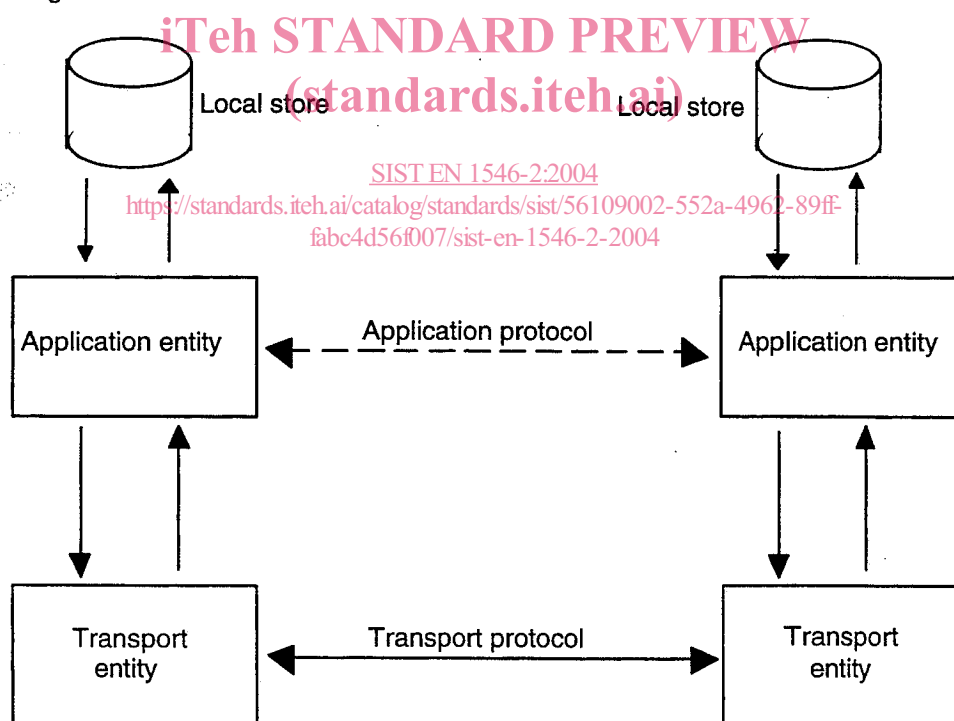 iTeh STANDARD PREVIEW
(standards.iteh.ai)
Local store
Local store
SIST EN 1546-2:2004
https://standards.iteh.ai/catalog/standards/sist/56109002-552a-4962-89ff-
fabc4d56f007/sist-en-1546-2-2004
Application entity
Application protocol
Application entity
Transport
entity
Transport protocol
Transport
entity